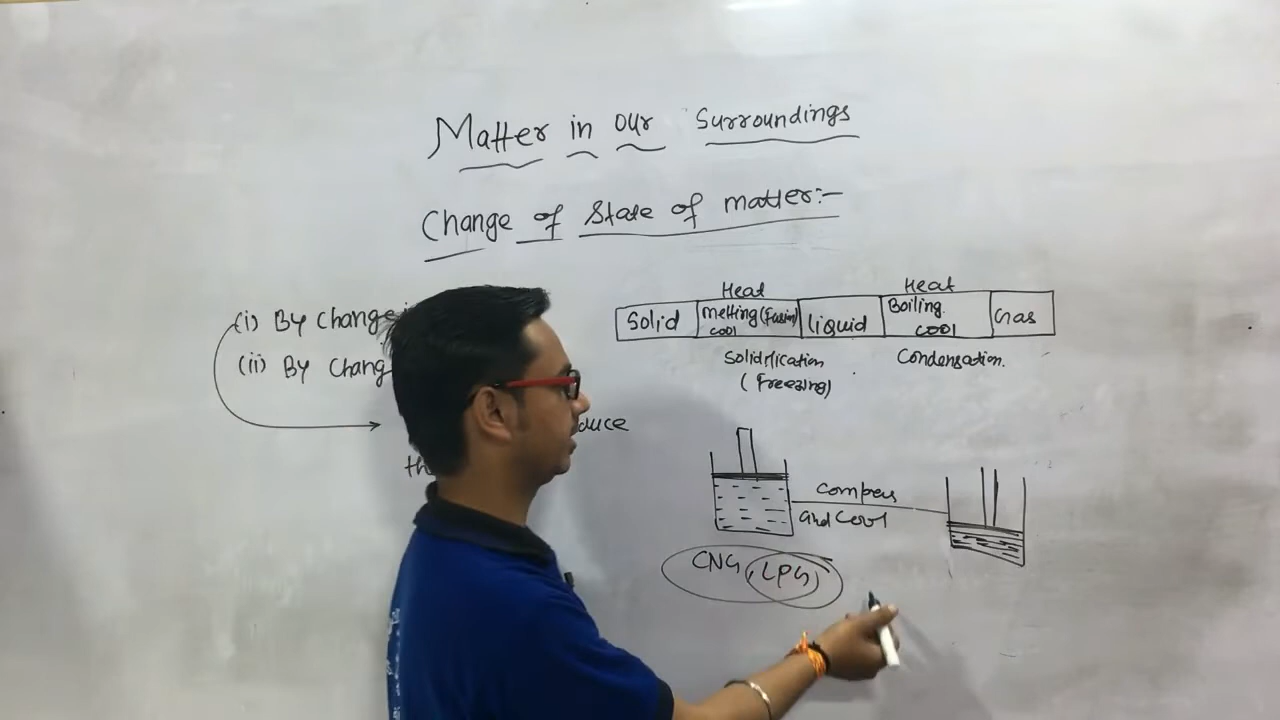 Matter in our Surroundings
Change of State of matter:-
(i) By Change
(ii) By Chang
duce
th
Heat
Heat
Solid
melting (Fusion)
cool
liquid
Boiling
cool
Gas
Solidification
(Freezing)
Condensation.
Compers
and Cool
CNG, LPG,